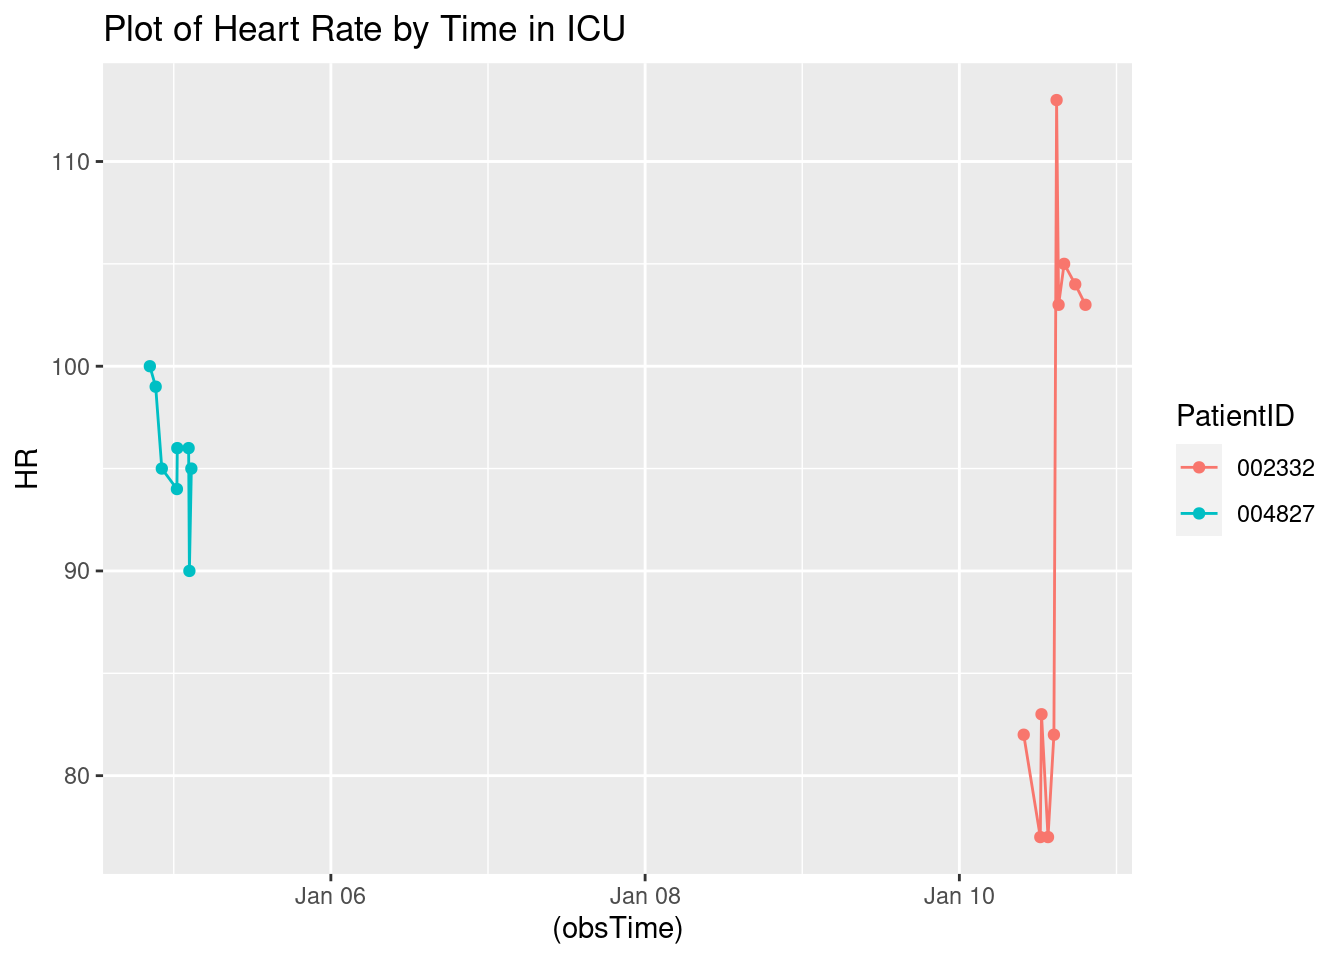 Plot of Heart Rate by Time in ICU
110
100
90
80
HR
Jan 06
Jan 08
Jan 10
(obsTime)
PatientID
002332
004827